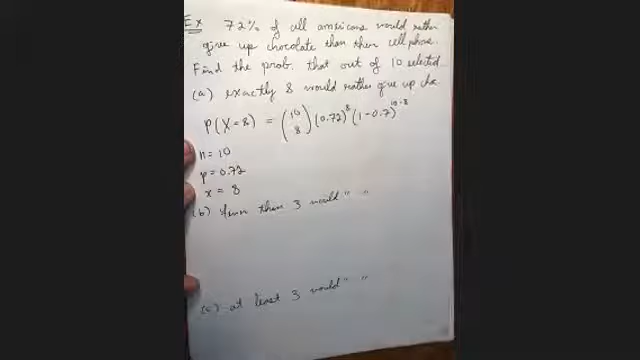 Ex 72% of all americans would rather
give up chocolate than their cell phone.
Find the prob. that out of 10 selected
(a) exactly 8 would rather give up cho
P(X=8) = (10 8) (0.72)^8 (1-0.7)^10-8
n = 10
p = 0.72
x = 8
(b) fewer than 3 would " "
(c) at least 3 would " "